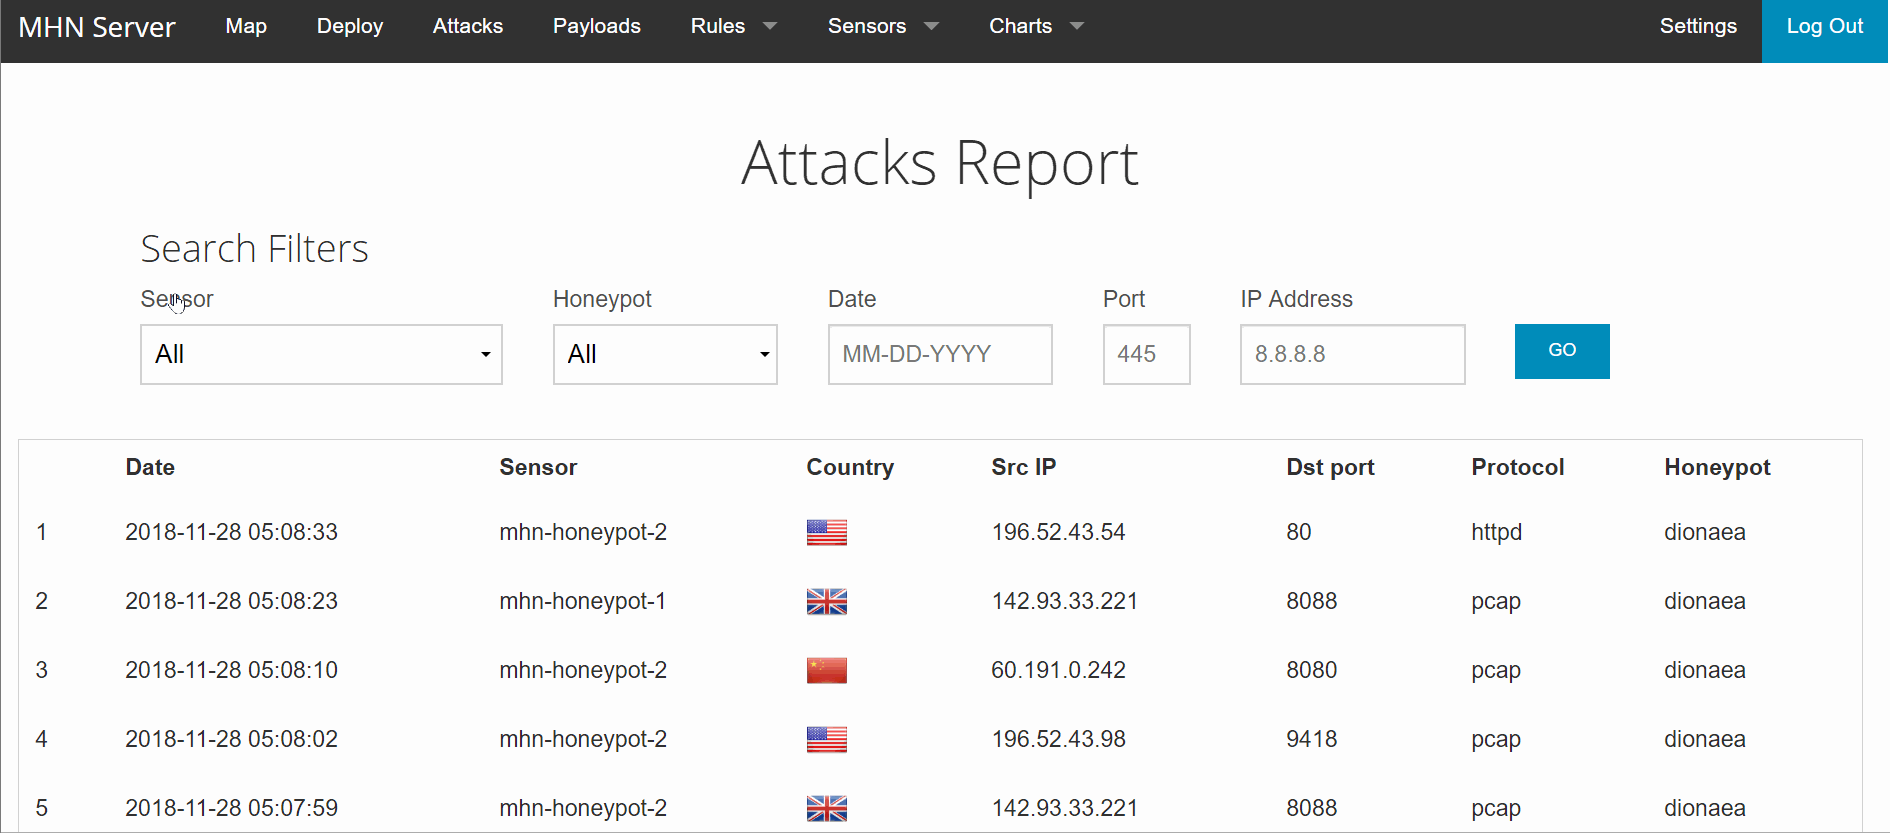 MHN Server Map Deploy Attacks Payloads Rules Sensors Charts Settings Log Out
Attacks Report
Search Filters
Sensor Honeypot Date Port IP Address
All All MM-DD-YYYY 445 8.8.8.8 GO
Date Sensor Country Src IP Dst port Protocol Honeypot
1 2018-11-28 05:08:33 mhn-honeypot-2 196.52.43.54 80 httpd dionaea
2 2018-11-28 05:08:23 mhn-honeypot-1 142.93.33.221 8088 pcap dionaea
3 2018-11-28 05:08:10 mhn-honeypot-2 60.191.0.242 8080 pcap dionaea
4 2018-11-28 05:08:02 mhn-honeypot-2 196.52.43.98 9418 pcap dionaea
5 2018-11-28 05:07:59 mhn-honeypot-2 142.93.33.221 8088 pcap dionaea